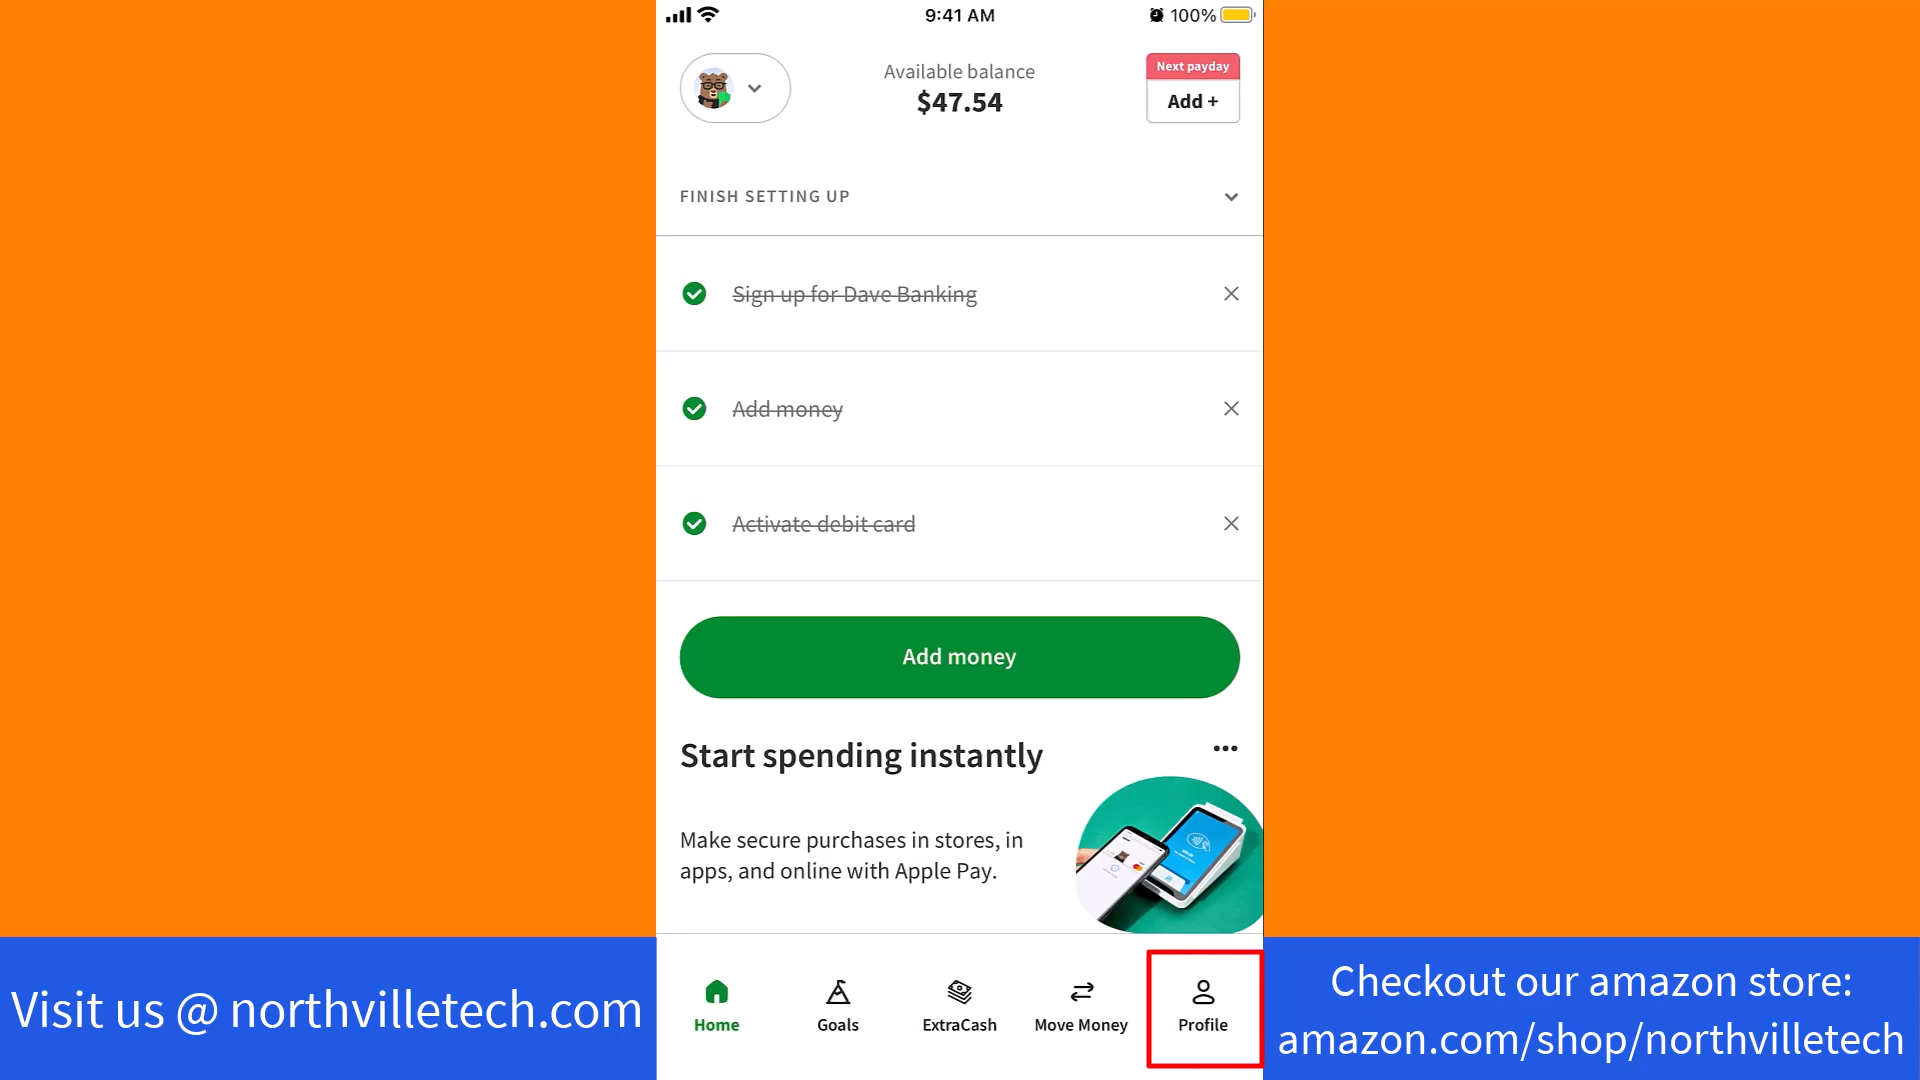 9:41 AM
100%
Available balance
$47.54
Next payday
Add +
FINISH SETTING UP
Sign up for Dave Banking
Add money
Activate debit card
Add money
Start spending instantly
Make secure purchases in stores, in
apps, and online with Apple Pay.
Home
Goals
ExtraCash
Move Money
Profile
Visit us @ northvilletech.com
Checkout our amazon store:
amazon.com/shop/northvilletech